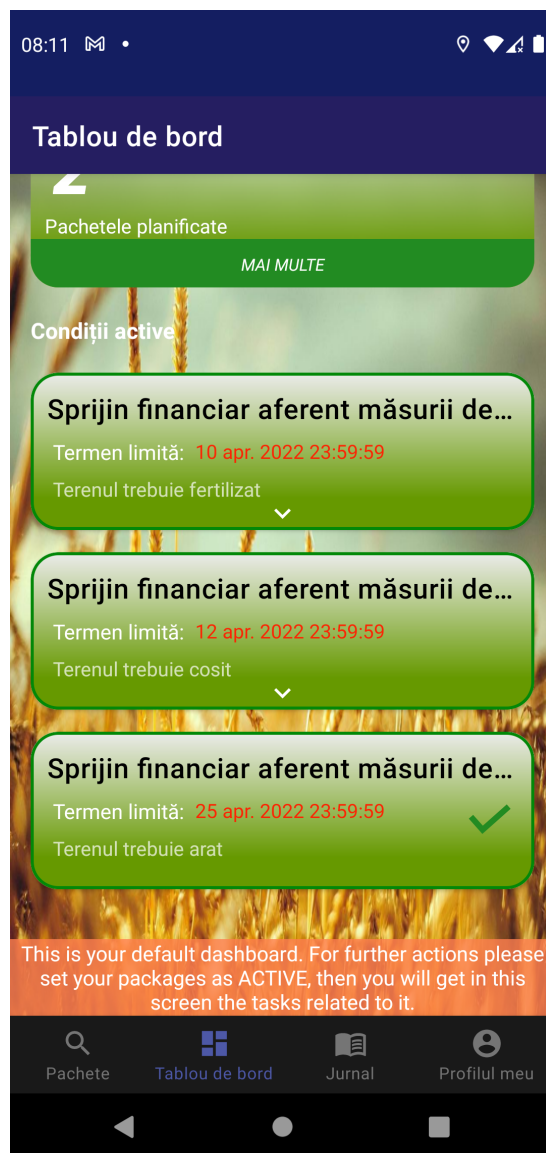 08:11
Tablou de bord
2
Pachetele planificate
MAI MULTE
Condiții active
Sprijin financiar aferent măsurii de...
Termen limită: 10 apr. 2022 23:59:59
Terenul trebuie fertilizat
Sprijin financiar aferent măsurii de...
Termen limită: 12 apr. 2022 23:59:59
Terenul trebuie cosit
Sprijin financiar aferent măsurii de...
Termen limită: 25 apr. 2022 23:59:59
Terenul trebuie arat
This is your default dashboard. For further actions please
set your packages as ACTIVE, then you will get in this
screen the tasks related to it.
Pachete Tablou de bord Jurnal Profilul meu